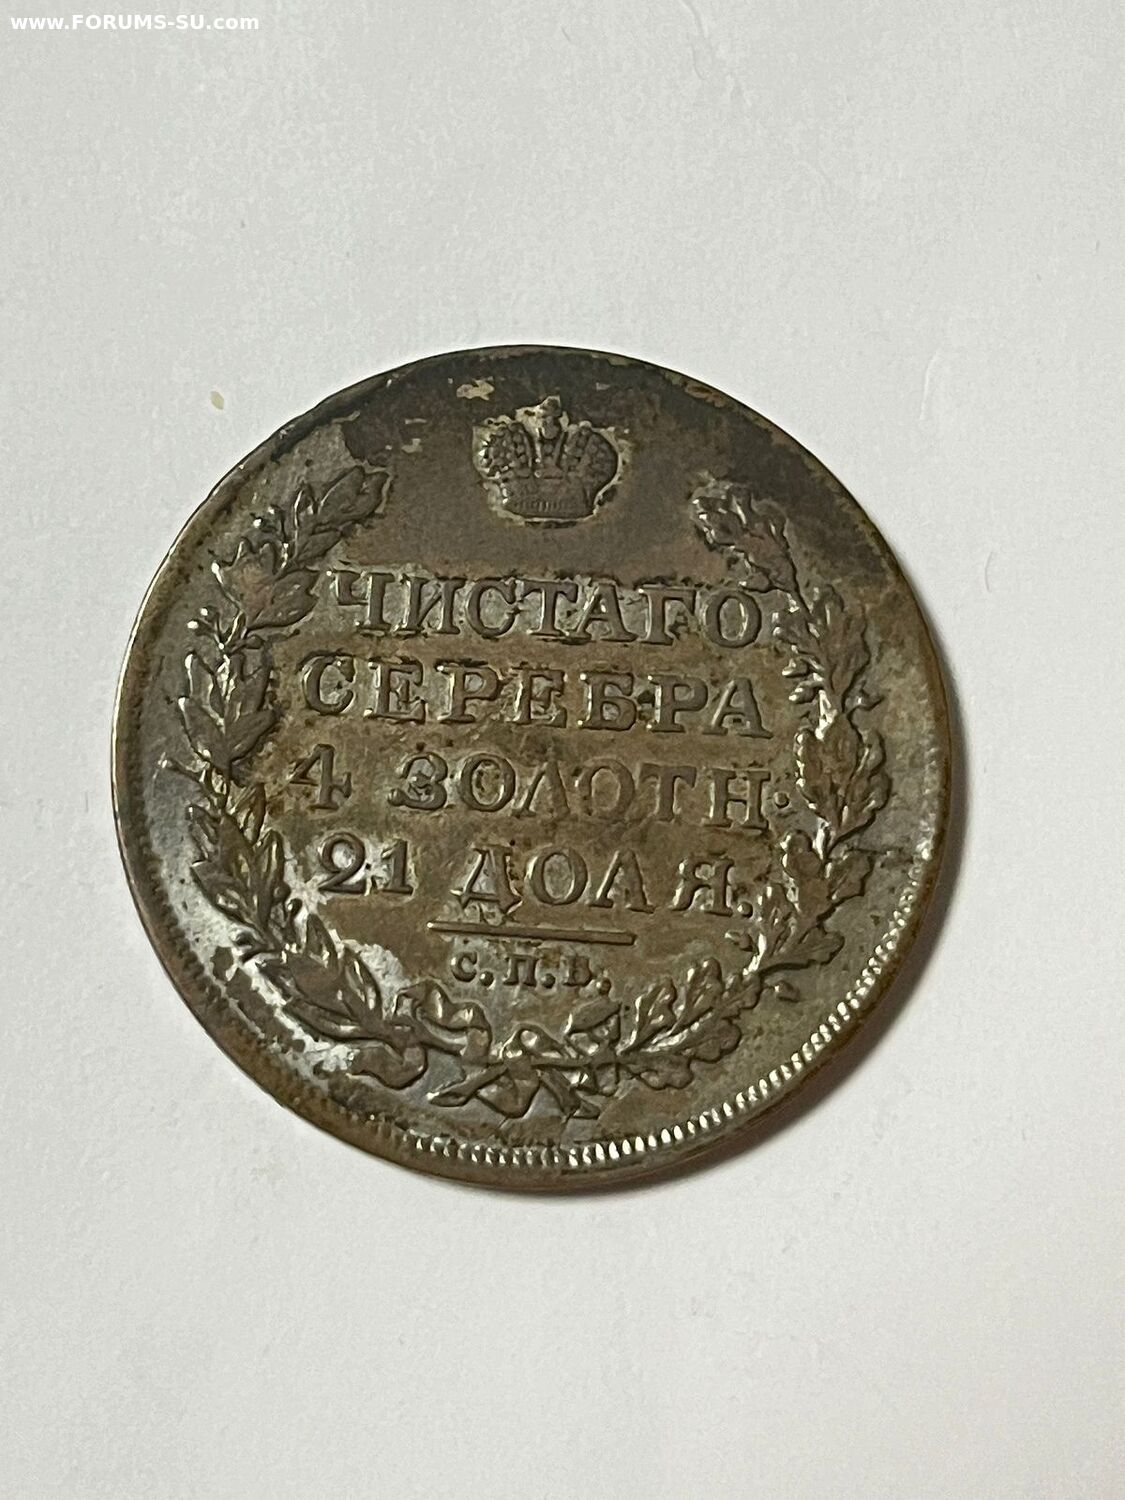 www.FORUMS-SU.com
ЧИСТАГО
СЕРЕБРА
4 ЗОЛОТН.
21 ДОЛЯ.
С.П.Б.